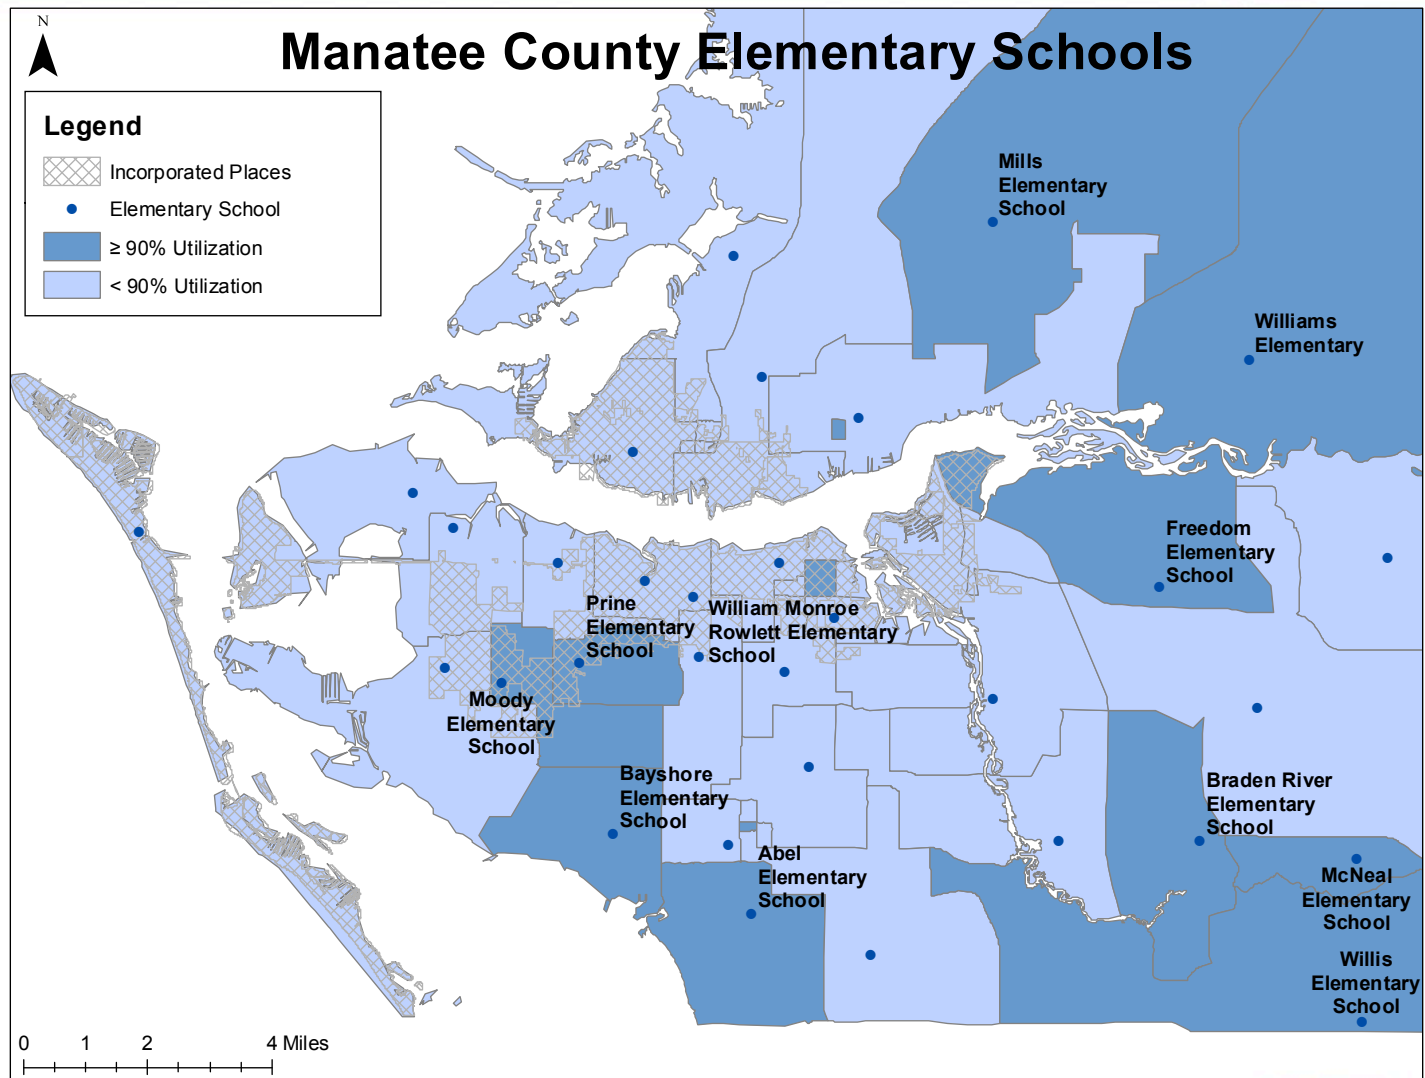 N
Manatee County Elementary Schools
Legend
Incorporated Places
Elementary School
≥ 90% Utilization
< 90% Utilization
Mills
Elementary
School
Williams
Elementary
Freedom
Elementary
School
Prine
Elementary
School
William Monroe
Rowlett Elementary
School
Moody
Elementary
School
Bayshore
Elementary
School
Braden River
Elementary
School
Abel
Elementary
School
McNeal
Elementary
School
Willis
Elementary
School
0 1 2 4 Miles